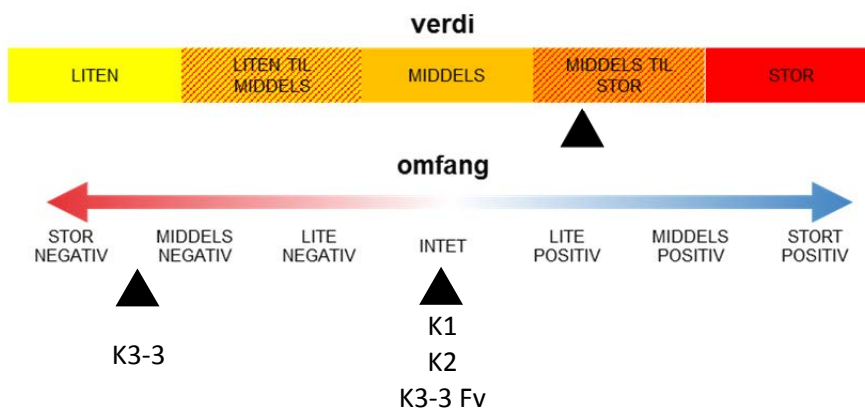 verdi
LITEN
LITEN TIL
MIDDELS
MIDDELS
MIDDELS TIL
STOR
STOR
omfang
STOR
NEGATIV
MIDDELS
NEGATIV
LITE
NEGATIV
INTET
LITE
POSITIV
MIDDELS
POSITIV
STORT
POSITIV
K3-3
K1
K2
K3-3 Fv